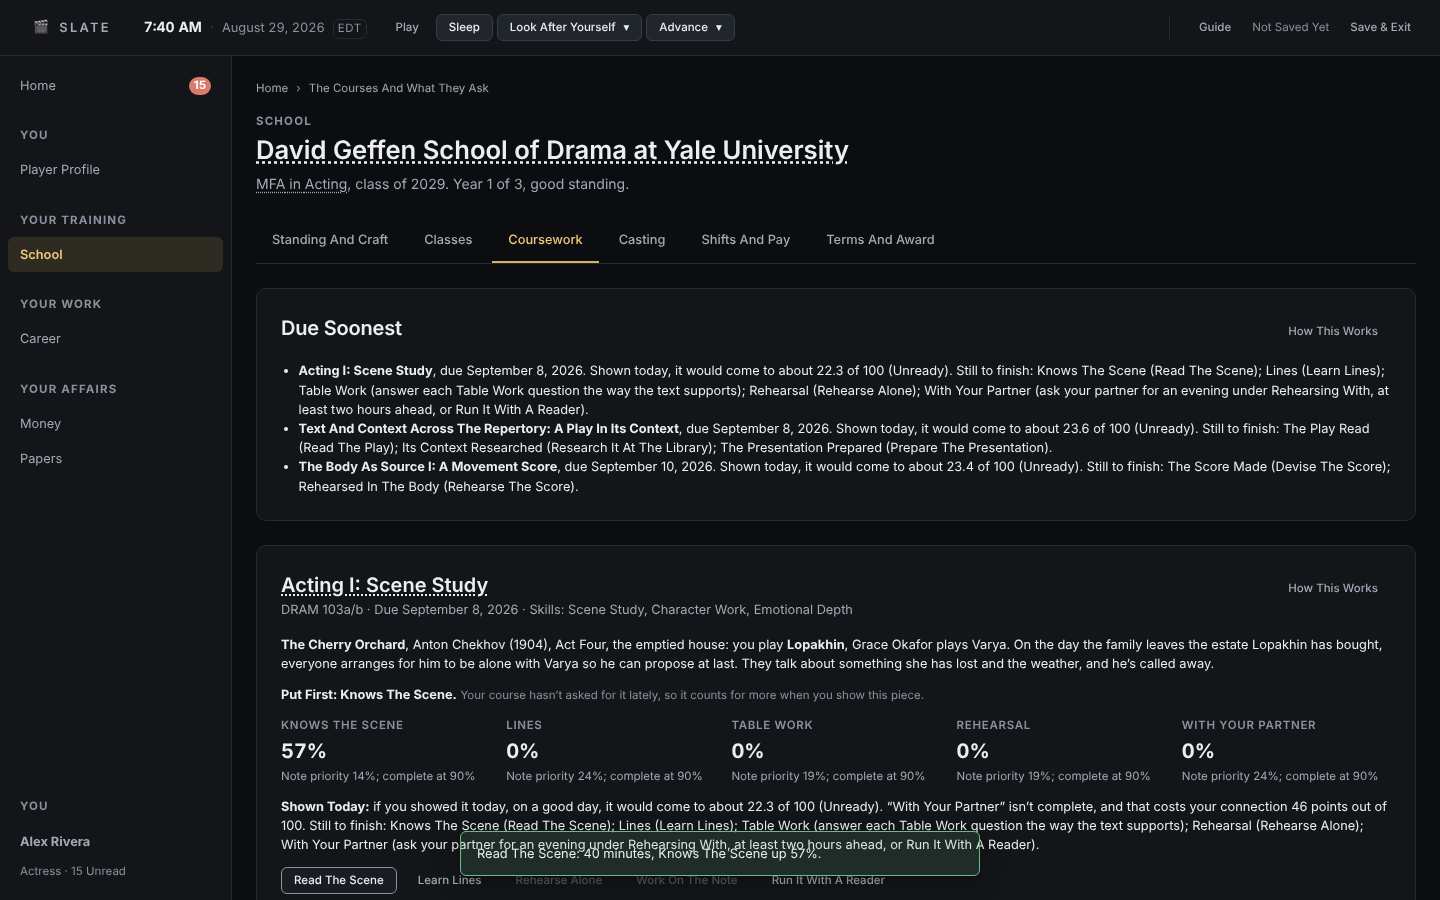 SLATE
7:40 AM · August 29, 2026 EDT
Play
Sleep
Look After Yourself ▾
Advance ▾
Guide
Not Saved Yet
Save & Exit
Home
15
YOU
Player Profile
YOUR TRAINING
School
YOUR WORK
Career
YOUR AFFAIRS
Money
Papers
YOU
Alex Rivera
Actress · 15 Unread
Home › The Courses And What They Ask
SCHOOL
David Geffen School of Drama at Yale University
MFA in Acting, class of 2029. Year 1 of 3, good standing.
Standing And Craft
Classes
Coursework
Casting
Shifts And Pay
Terms And Award
Due Soonest
How This Works
• Acting I: Scene Study, due September 8, 2026. Shown today, it would come to about 22.3 of 100 (Unready). Still to finish: Knows The Scene (Read The Scene); Lines (Learn Lines);
Table Work (answer each Table Work question the way the text supports); Rehearsal (Rehearse Alone); With Your Partner (ask your partner for an evening under Rehearsing With, at
least two hours ahead, or Run It With A Reader).
• Text And Context Across The Repertory: A Play In Its Context, due September 8, 2026. Shown today, it would come to about 23.6 of 100 (Unready). Still to finish: The Play Read
(Read The Play); Its Context Researched (Research It At The Library); The Presentation Prepared (Prepare The Presentation).
• The Body As Source I: A Movement Score, due September 10, 2026. Shown today, it would come to about 23.4 of 100 (Unready). Still to finish: The Score Made (Devise The Score);
Rehearsed In The Body (Rehearse The Score).
Acting I: Scene Study
How This Works
DRAM 103a/b · Due September 8, 2026 · Skills: Scene Study, Character Work, Emotional Depth
The Cherry Orchard, Anton Chekhov (1904), Act Four, the emptied house: you play Lopakhin, Grace Okafor plays Varya. On the day the family leaves the estate Lopakhin has bought,
everyone arranges for him to be alone with Varya so he can propose at last. They talk about something she has lost and the weather, and he's called away.
Put First: Knows The Scene. Your course hasn't asked for it lately, so it counts for more when you show this piece.
KNOWS THE SCENE
57%
Note priority 14%; complete at 90%
LINES
0%
Note priority 24%; complete at 90%
TABLE WORK
0%
Note priority 19%; complete at 90%
REHEARSAL
0%
Note priority 19%; complete at 90%
WITH YOUR PARTNER
0%
Note priority 24%; complete at 90%
Shown Today: if you showed it today, on a good day, it would come to about 22.3 of 100 (Unready). “With Your Partner” isn't complete, and that costs your connection 46 points out of
100. Still to finish: Knows The Scene (Read The Scene); Lines (Learn Lines); Table Work (answer each Table Work question the way the text supports); Rehearsal (Rehearse Alone);
With Your Partner (ask your partner for an evening under Rehearsing With, at least two hours ahead, or Run It With A Reader).
Read The Scene: 40 minutes, Knows The Scene up 57%.
Read The Scene
Learn Lines
Rehearse Alone
Work On The Note
Run It With A Reader